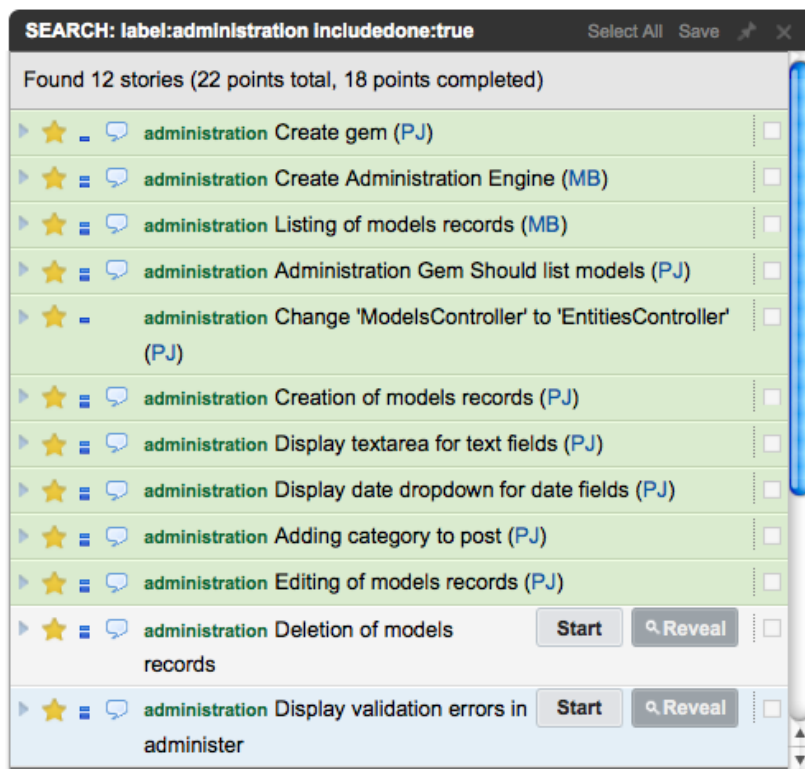 SEARCH: label:administration includedone:true Select All Save
Found 12 stories (22 points total, 18 points completed)
administration Create gem (PJ)
administration Create Administration Engine (MB)
administration Listing of models records (MB)
administration Administration Gem Should list models (PJ)
administration Change 'ModelsController' to 'EntitiesController'
(PJ)
administration Creation of models records (PJ)
administration Display textarea for text fields (PJ)
administration Display date dropdown for date fields (PJ)
administration Adding category to post (PJ)
administration Editing of models records (PJ)
administration Deletion of models Start Reveal
records
administration Display validation errors in Start Reveal
administer